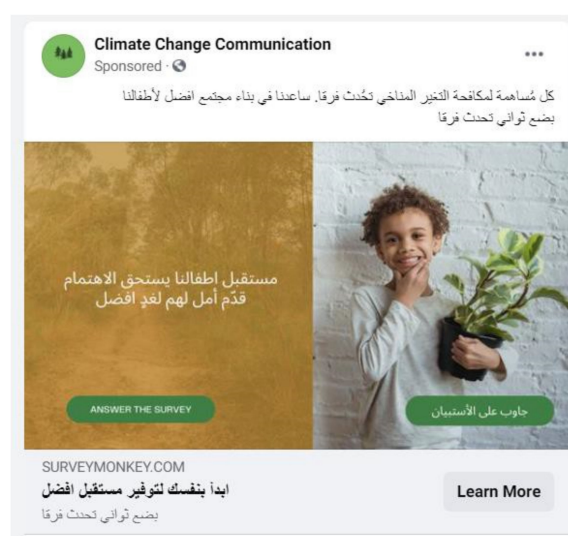 Climate Change Communication
Sponsored ·
كل مُساهمة لمكافحة التغير المناخي تحُدث فرقا. ساعدنا في بناء مجتمع افضل لأطفالنا
بضع ثواني تحدث فرقا
مستقبل اطفالنا يستحق الاهتمام
قدّم أمل لهم لغدٍ افضل
ANSWER THE SURVEY
جاوب على الأستبيان
SURVEYMONKEY.COM
ابدأ بنفسك لتوفير مستقبل افضل
بضع ثواني تحدث فرقا
Learn More